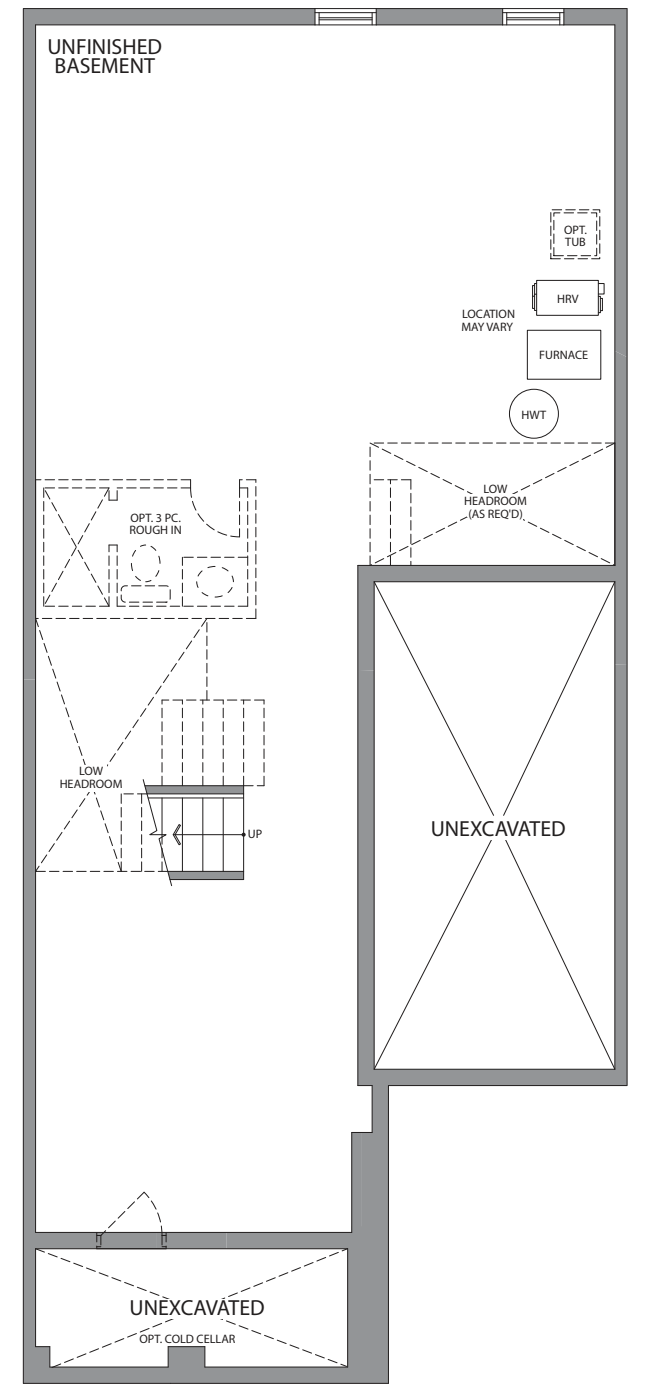 UNFINISHED
BASEMENT
OPT.
TUB
HRV
LOCATION
MAY VARY
FURNACE
HWT
LOW
HEADROOM
(AS REQ'D)
OPT. 3 PC.
ROUGH IN
LOW
HEADROOM
UP
UNEXCAVATED
UNEXCAVATED
OPT. COLD CELLAR